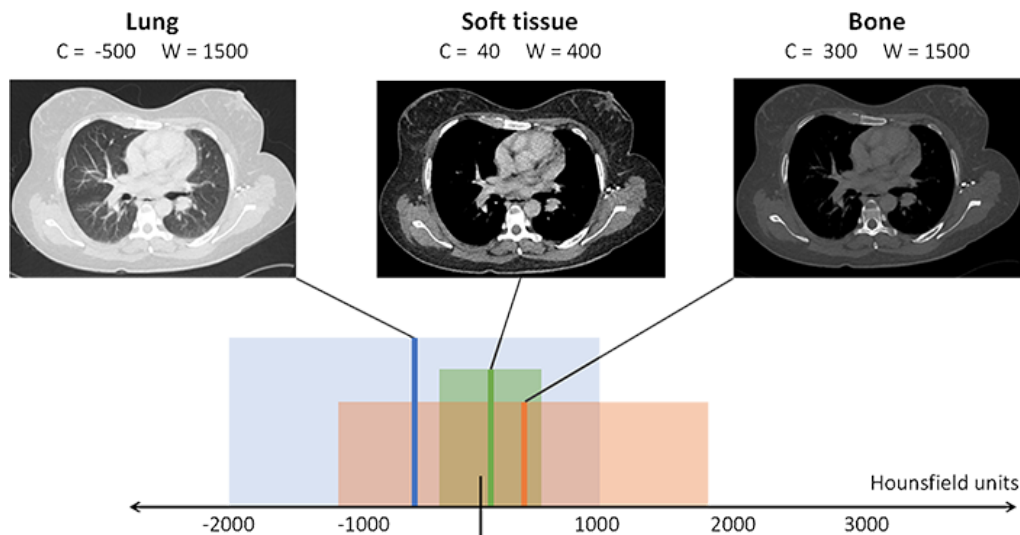 Lung
C = -500 W = 1500
Soft tissue
C = 40 W = 400
Bone
C = 300 W = 1500
Hounsfield units
-2000 -1000 1000 2000 3000